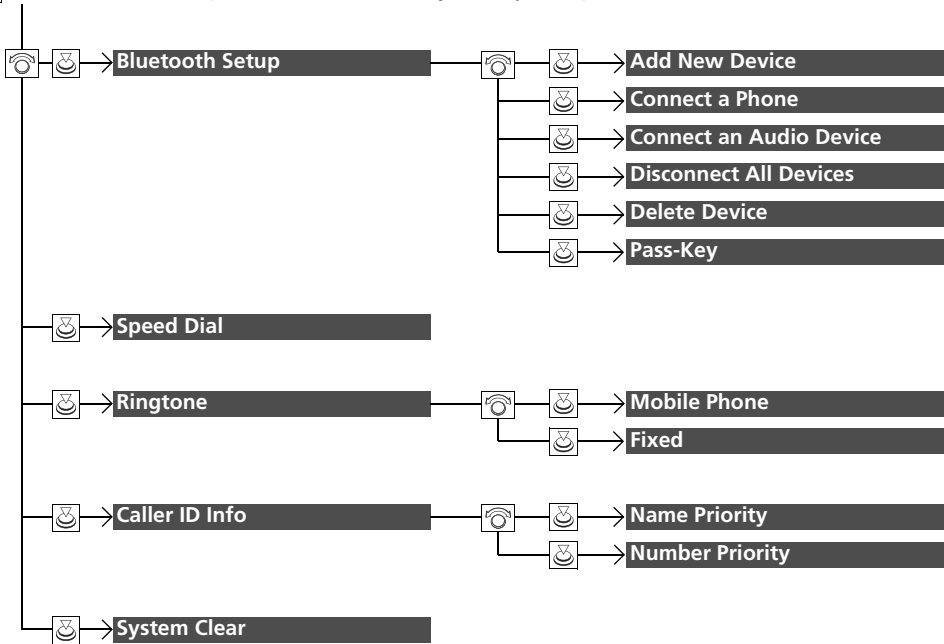 Bluetooth Setup
Add New Device
Connect a Phone
Connect an Audio Device
Disconnect All Devices
Delete Device
Pass-Key
Speed Dial
Ringtone
Mobile Phone
Fixed
Caller ID Info
Name Priority
Number Priority
System Clear